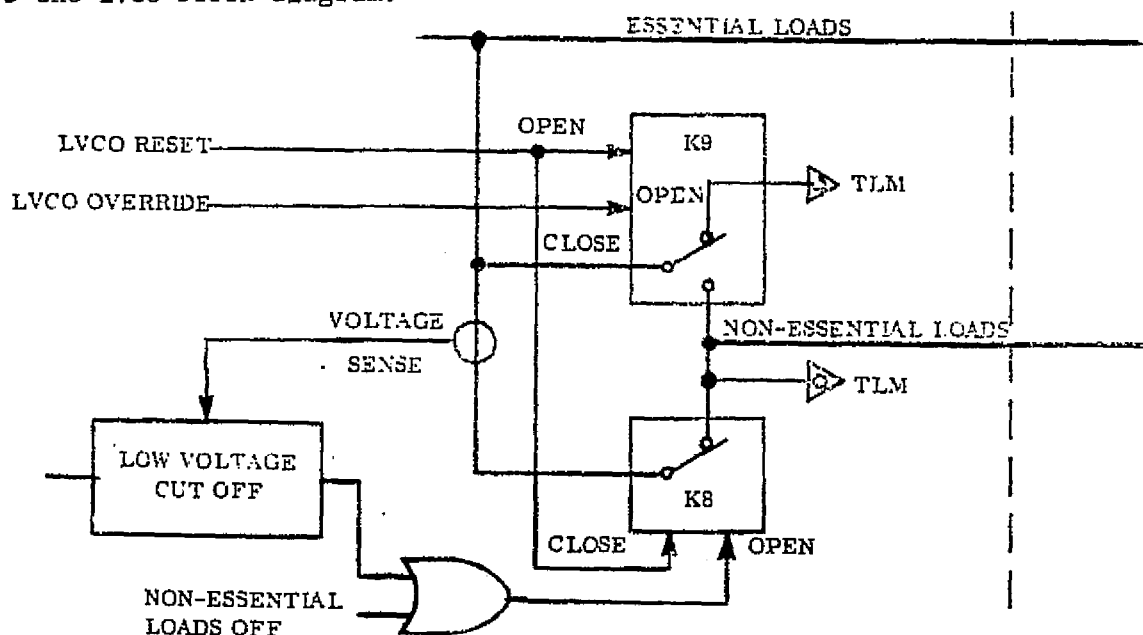 ESSENTIAL LOADS
LVCO RESET
OPEN
K9
LVCO OVERRIDE
OPEN
TLM
CLOSE
VOLTAGE
SENSE
NON-ESSENTIAL LOADS
TLM
LOW VOLTAGE
CUT OFF
K8
CLOSE
OPEN
NON-ESSENTIAL
LOADS OFF